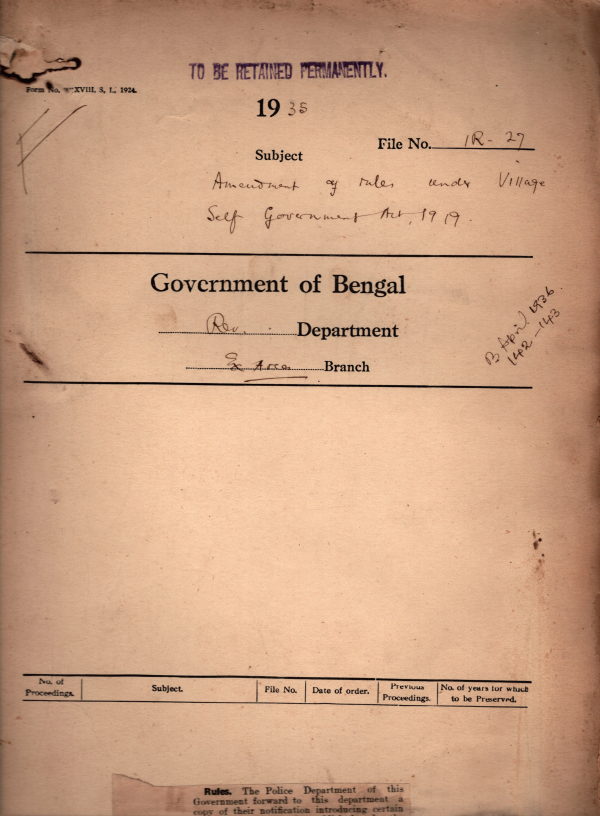 TO BE RETAINED PERMANENTLY.
Form No. XVIII, S. I., 1924.
1935
File No. 1R-27
Subject
Amendment of rules under Village
Self Government Act, 1919.
Government of Bengal
Rev. Department
Branch
B April 1936
142-143
No. of Proceedings.
Subject.
File No.
Date of order.
Previous Proceedings.
No. of years for which to be Preserved.
Rules. The Police Department of this
Government forward to this department a
copy of their notification introducing certain